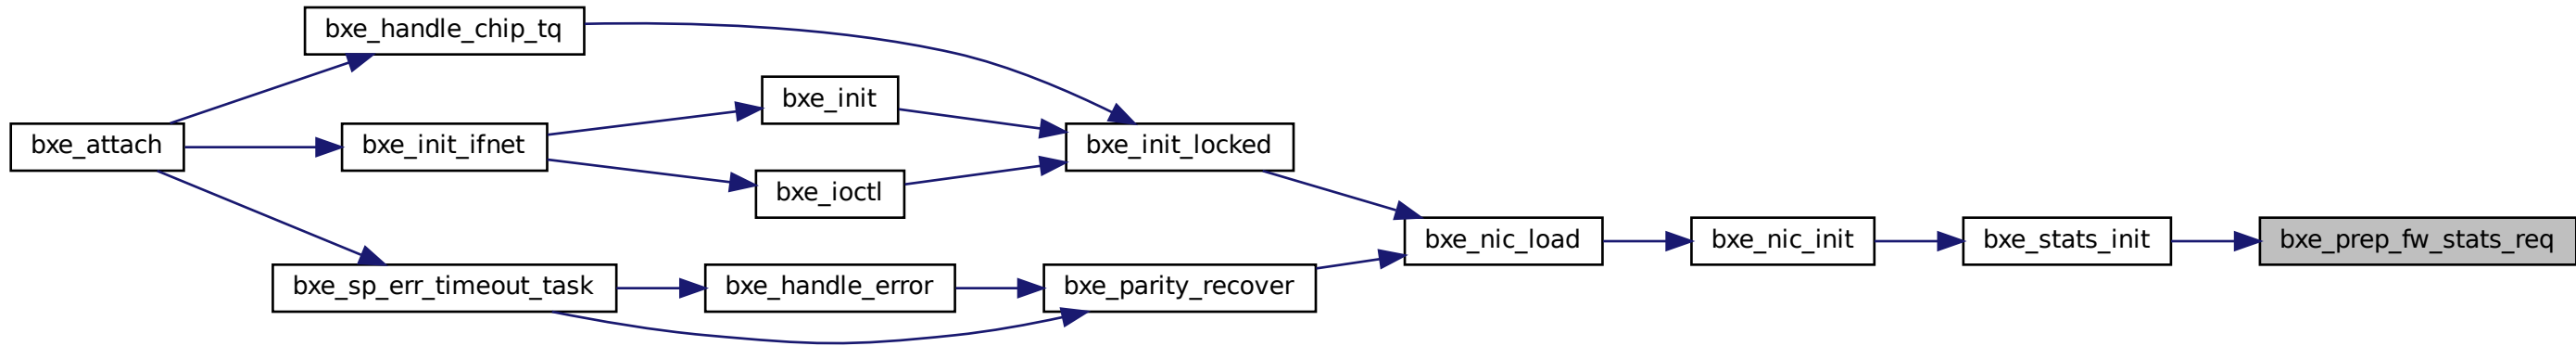 bxe_handle_chip_tq
bxe_init
bxe_attach
bxe_init_ifnet
bxe_init_locked
bxe_ioctl
bxe_nic_load
bxe_nic_init
bxe_stats_init
bxe_prep_fw_stats_req
bxe_sp_err_timeout_task
bxe_handle_error
bxe_parity_recover